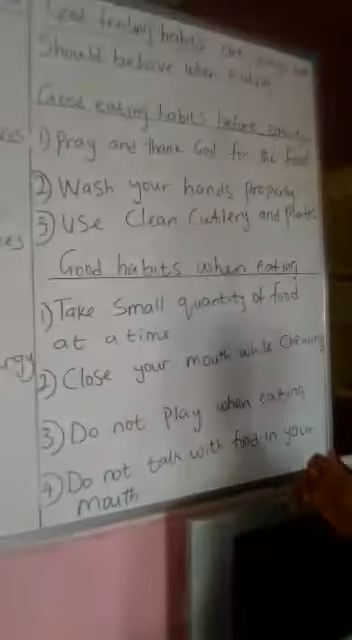 Good feeding habits are
Should behave when eating
Good eating habits before
1) Pray and thank God for the food
2) Wash your hands properly
3) Use Clean Cutlery and plates
Good habits when eating
1) Take Small quantity of food
at a time
2) Close your mouth while Chewing
3) Do not play when eating
4) Do not talk with food in your
mouth